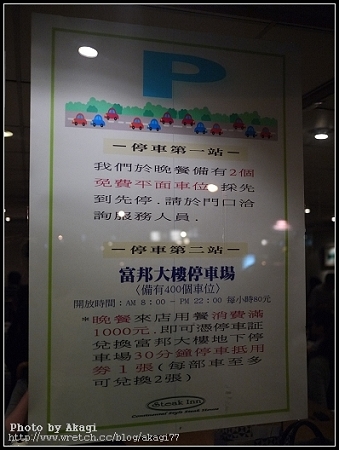 P
－停車第一站－
我們於晚餐備有2個
免費平面車位,採先
到先停.請於門口洽
詢服務人員.
－停車第二站－
富邦大樓停車場
〈備有400個車位〉
開放時間：AM 8:00 － PM 22:00 每小時80元
*晚餐來店用餐消費滿
1000元,即可憑停車証
兌換富邦大樓地下停
車場30分鐘停車抵用
券1張(每部車至多
可兌換2張)
Steak Inn
Photo by Akagi
http://www.wretch.cc/blog/akagi77